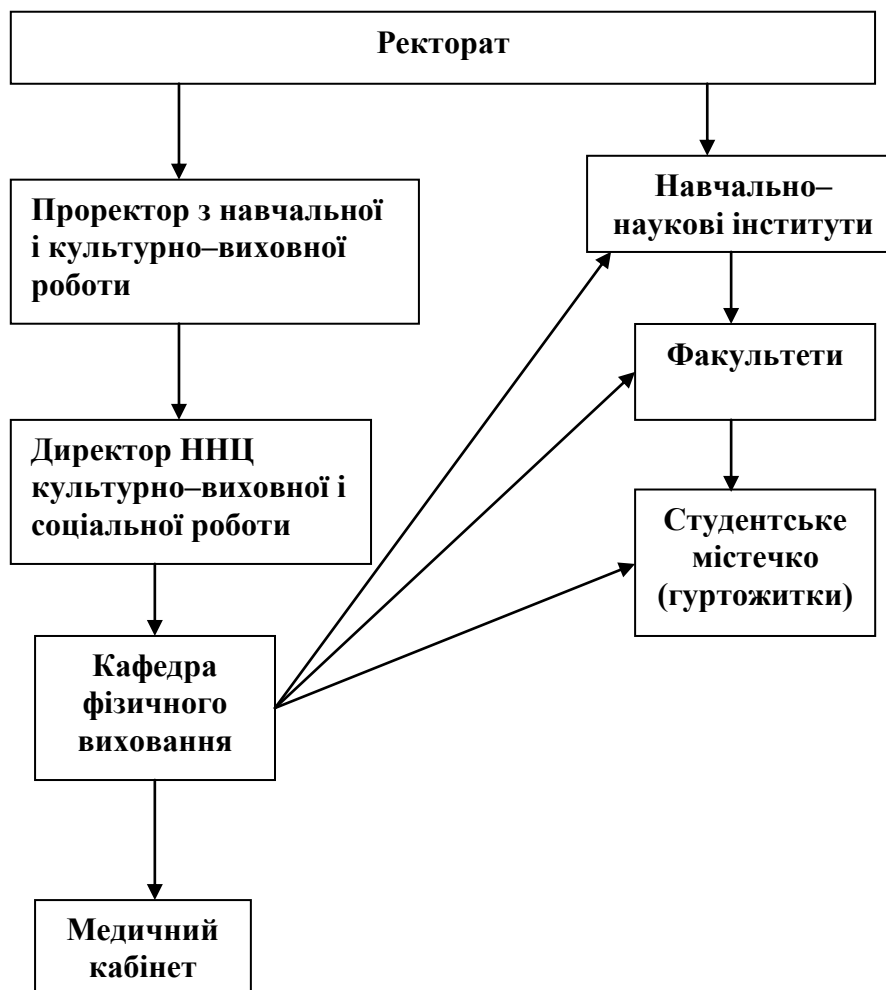 Ректорат
Проректор з навчальної
і культурно–виховної
роботи
Навчально–
наукові інститути
Факультети
Директор ННЦ
культурно–виховної і
соціальної роботи
Студентське
містечко
(гуртожитки)
Кафедра
фізичного
виховання
Медичний
кабінет